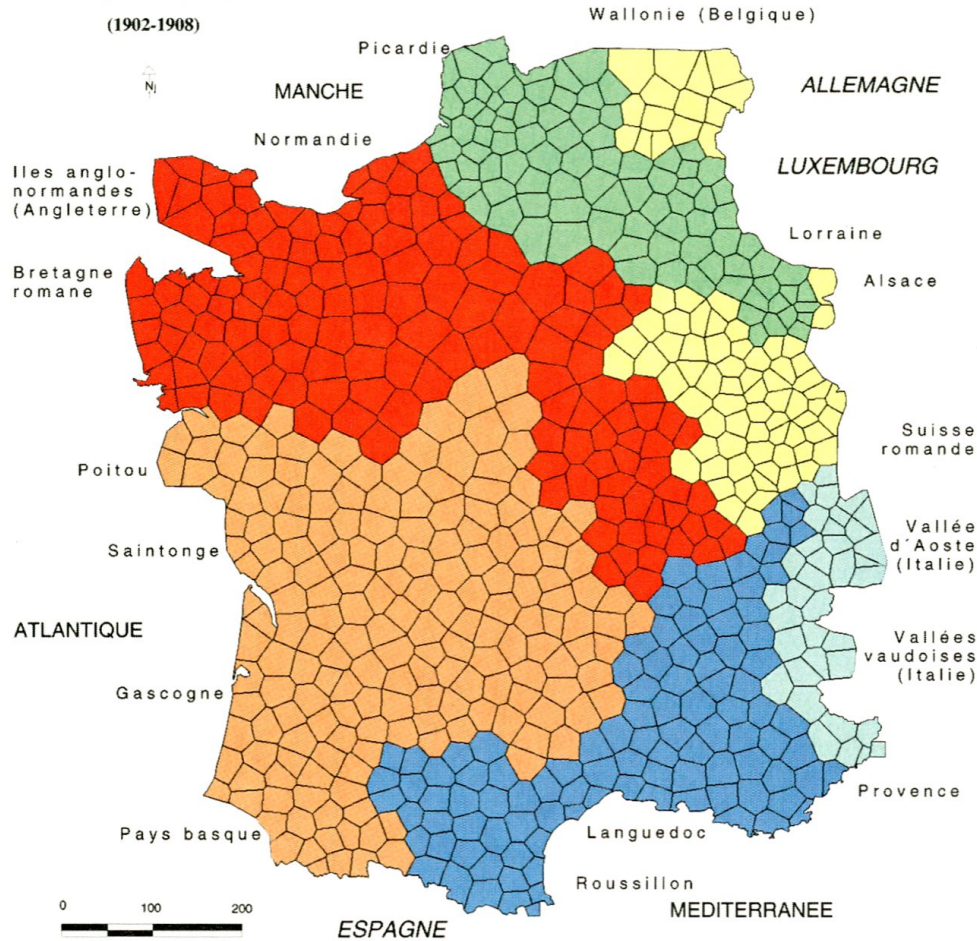 (1902-1908)
Wallonie (Belgique)
Picardie
N
MANCHE
ALLEMAGNE
Normandie
Iles anglo-
normandes
(Angleterre)
LUXEMBOURG
Lorraine
Bretagne
romane
Alsace
Poitou
Suisse
romande
Saintonge
Vallée
d´Aoste
(Italie)
ATLANTIQUE
Vallées
vaudoises
(Italie)
Gascogne
Provence
Pays basque
Languedoc
Roussillon
0 100 200
MEDITERRANEE
ESPAGNE